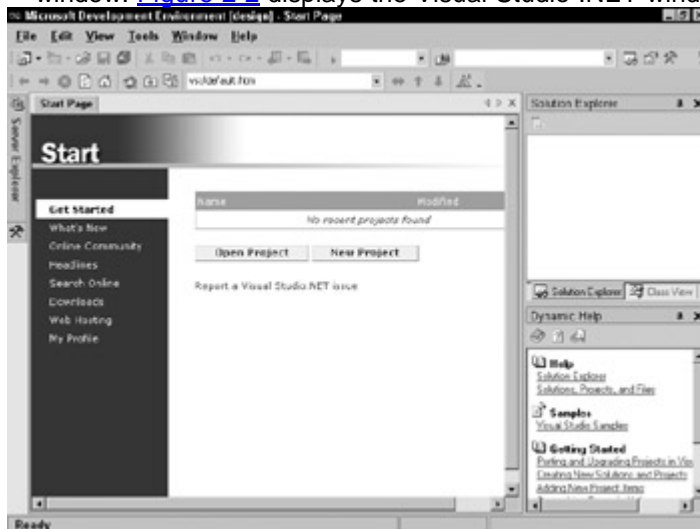 window. Figure 2-2 displays the Visual Studio .NET wind
Microsoft Development Environment [design] - Start Page
File Edit View Tools Window Help
vs:/default.htm
Start Page
Solution Explorer
Server Explorer
Start
Get Started
What's New
Online Community
Headlines
Search Online
Downloads
Web Hosting
My Profile
Name Modified
No recent projects found
Open Project New Project
Report a Visual Studio .NET issue
Solution Explorer Class View
Dynamic Help
Help
Solution Explorer
Solutions, Projects, and Files
Samples
Visual Studio Samples
Getting Started
Porting and Upgrading Projects in Vis
Creating New Solutions and Projects
Adding New Project Items
Ready